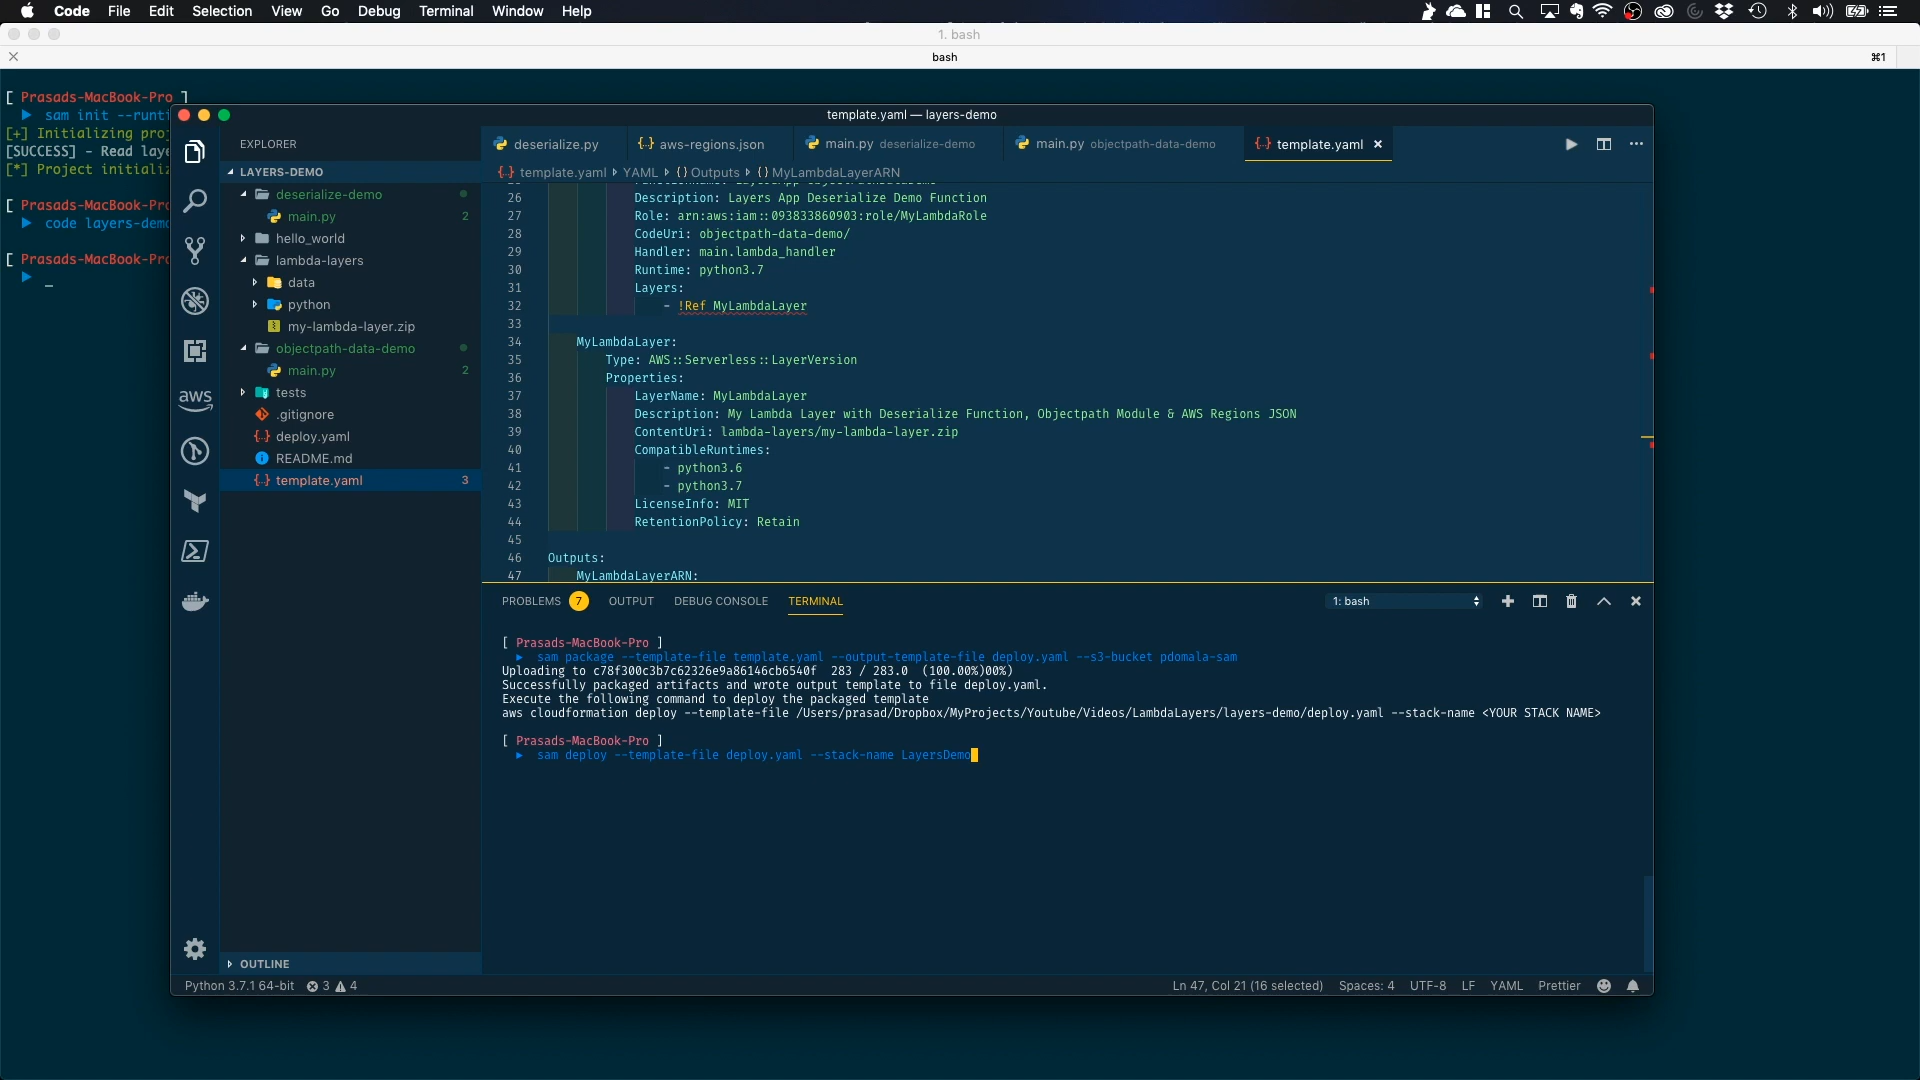 Code File Edit Selection View Go Debug Terminal Window Help
1. bash
bash
⌘1
[ Prasads-MacBook-Pro ]
sam init --runt
[+] Initializing pro
[SUCCESS] - Read laye
[*] Project initializ
[ Prasads-MacBook-Pro
code layers-demo
[ Prasads-MacBook-Pro
template.yaml — layers-demo
EXPLORER
LAYERS-DEMO
deserialize-demo
main.py 2
hello_world
lambda-layers
data
python
my-lambda-layer.zip
objectpath-data-demo
main.py 2
tests
.gitignore
deploy.yaml
README.md
template.yaml 3
OUTLINE
aws
deserialize.py
aws-regions.json
main.py deserialize-demo
main.py objectpath-data-demo
template.yaml
template.yaml YAML {} Outputs {} MyLambdaLayerARN
26 Description: Layers App Deserialize Demo Function
27 Role: arn:aws:iam::093833860903:role/MyLambdaRole
28 CodeUri: objectpath-data-demo/
29 Handler: main.lambda_handler
30 Runtime: python3.7
31 Layers:
32 - !Ref MyLambdaLayer
33
34 MyLambdaLayer:
35 Type: AWS::Serverless::LayerVersion
36 Properties:
37 LayerName: MyLambdaLayer
38 Description: My Lambda Layer with Deserialize Function, Objectpath Module & AWS Regions JSON
39 ContentUri: lambda-layers/my-lambda-layer.zip
40 CompatibleRuntimes:
41 - python3.6
42 - python3.7
43 LicenseInfo: MIT
44 RetentionPolicy: Retain
45
46 Outputs:
47 MyLambdaLayerARN:
PROBLEMS 7 OUTPUT DEBUG CONSOLE TERMINAL
1: bash
[ Prasads-MacBook-Pro ]
sam package --template-file template.yaml --output-template-file deploy.yaml --s3-bucket pdomala-sam
Uploading to c78f300c3b7c62326e9a86146cb6540f 283 / 283.0 (100.00%)00%)
Successfully packaged artifacts and wrote output template to file deploy.yaml.
Execute the following command to deploy the packaged template
aws cloudformation deploy --template-file /Users/prasad/Dropbox/MyProjects/Youtube/Videos/LambdaLayers/layers-demo/deploy.yaml --stack-name <YOUR STACK NAME>
[ Prasads-MacBook-Pro ]
sam deploy --template-file deploy.yaml --stack-name LayersDemo
Python 3.7.1 64-bit 3 4
Ln 47, Col 21 (16 selected) Spaces: 4 UTF-8 LF YAML Prettier